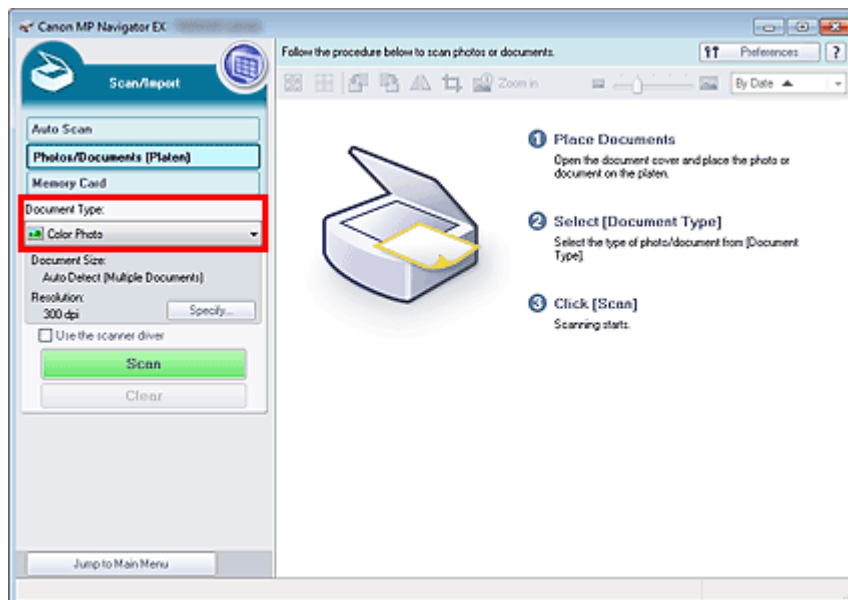 Canon MP Navigator EX
Scan/Import
Auto Scan
Photos/Documents (Platen)
Memory Card
Document Type:
Color Photo
Document Size:
Auto Detect (Multiple Documents)
Resolution:
300 dpi
Specify...
Use the scanner driver
Scan
Clear
Jump to Main Menu
Follow the procedure below to scan photos or documents.
Preferences
?
Zoom in
By Date
1 Place Documents
Open the document cover and place the photo or
document on the platen.
2 Select [Document Type]
Select the type of photo/document from [Document
Type].
3 Click [Scan]
Scanning starts.